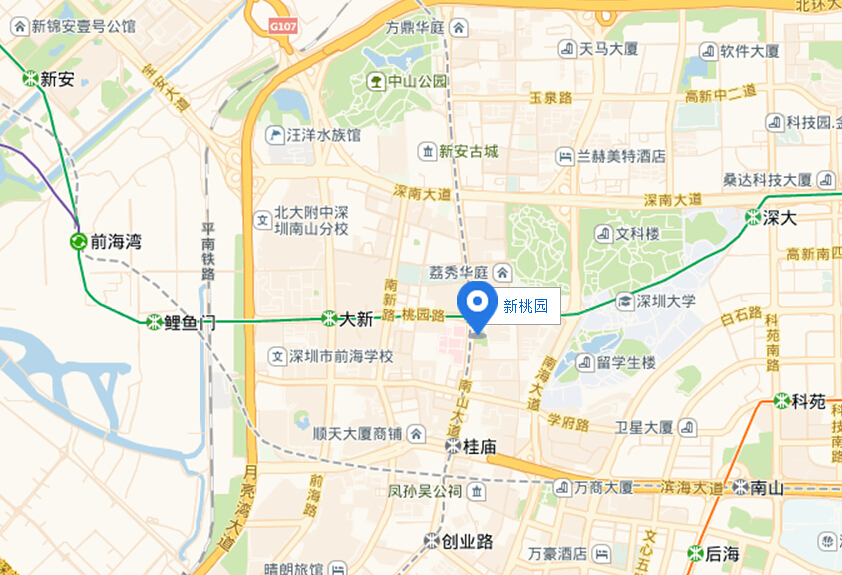 新锦安壹号公馆
G107
方鼎华庭
北环大
天马大厦
软件大厦
新安
宝安大道
中山公园
玉泉路
高新中二道
汪洋水族馆
科技园.金
新安古城
兰赫美特酒店
桑达科技大厦
深南大道
深南大道
北大附中深
圳南山分校
深大
平南铁路
前海湾
文科楼
高新南四
荔秀华庭
南新路
新桃园
深圳大学
鲤鱼门
大新
桃园路
白石路
科苑南路
深圳市前海学校
南海大道
留学生楼
南山大道
科苑
科技南
学府路
卫星大厦
顺天大厦商铺
桂庙
月亮湾大道
前海路
凤孙吴公祠
万商大厦
滨海大道
南山
创业路
文心五
万豪酒店
后海
晴朗旅馆